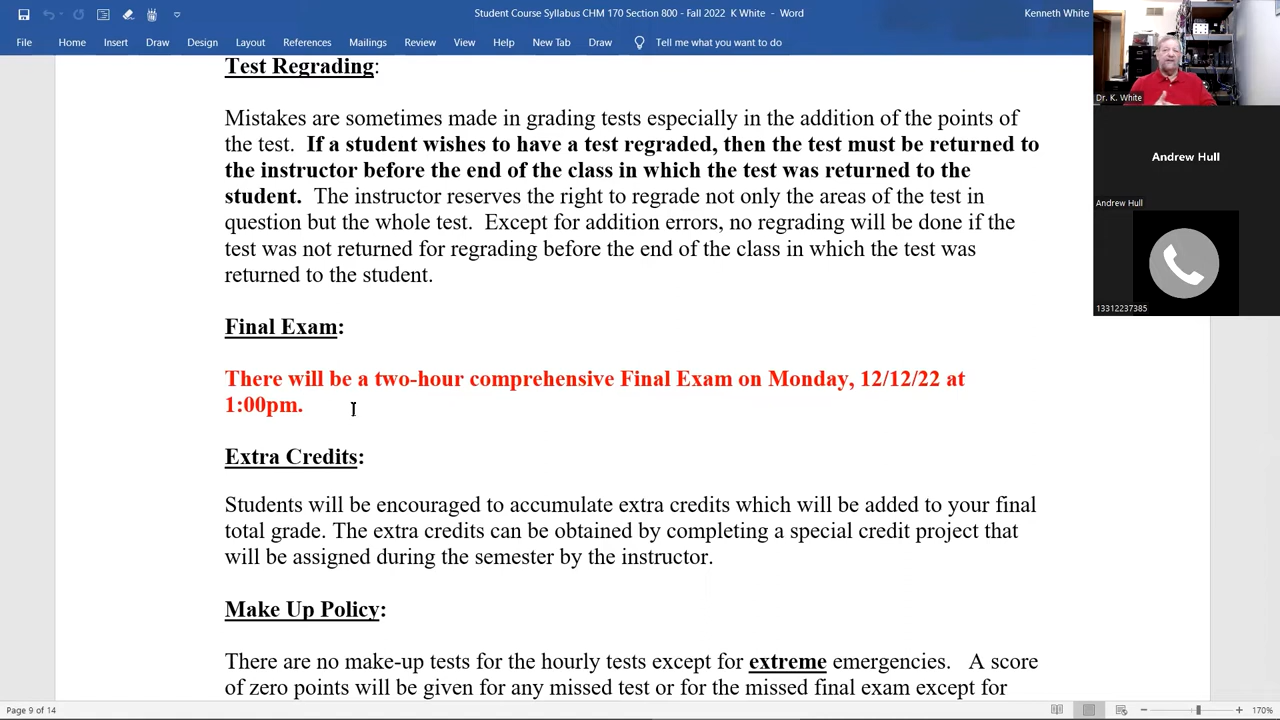 Student Course Syllabus CHM 170 Section 800 - Fall 2022  K White - Word
Kenneth White
File Home Insert Draw Design Layout References Mailings Review View Help New Tab Draw Tell me what you want to do
Dr. K. White
Andrew Hull
Andrew Hull
13312237385
Test Regrading:
Mistakes are sometimes made in grading tests especially in the addition of the points of
the test.  If a student wishes to have a test regraded, then the test must be returned to
the instructor before the end of the class in which the test was returned to the
student.  The instructor reserves the right to regrade not only the areas of the test in
question but the whole test.  Except for addition errors, no regrading will be done if the
test was not returned for regrading before the end of the class in which the test was
returned to the student.
Final Exam:
There will be a two-hour comprehensive Final Exam on Monday, 12/12/22 at
1:00pm.
Extra Credits:
Students will be encouraged to accumulate extra credits which will be added to your final
total grade. The extra credits can be obtained by completing a special credit project that
will be assigned during the semester by the instructor.
Make Up Policy:
There are no make-up tests for the hourly tests except for extreme emergencies.   A score
of zero points will be given for any missed test or for the missed final exam except for
Page 9 of 14
170%